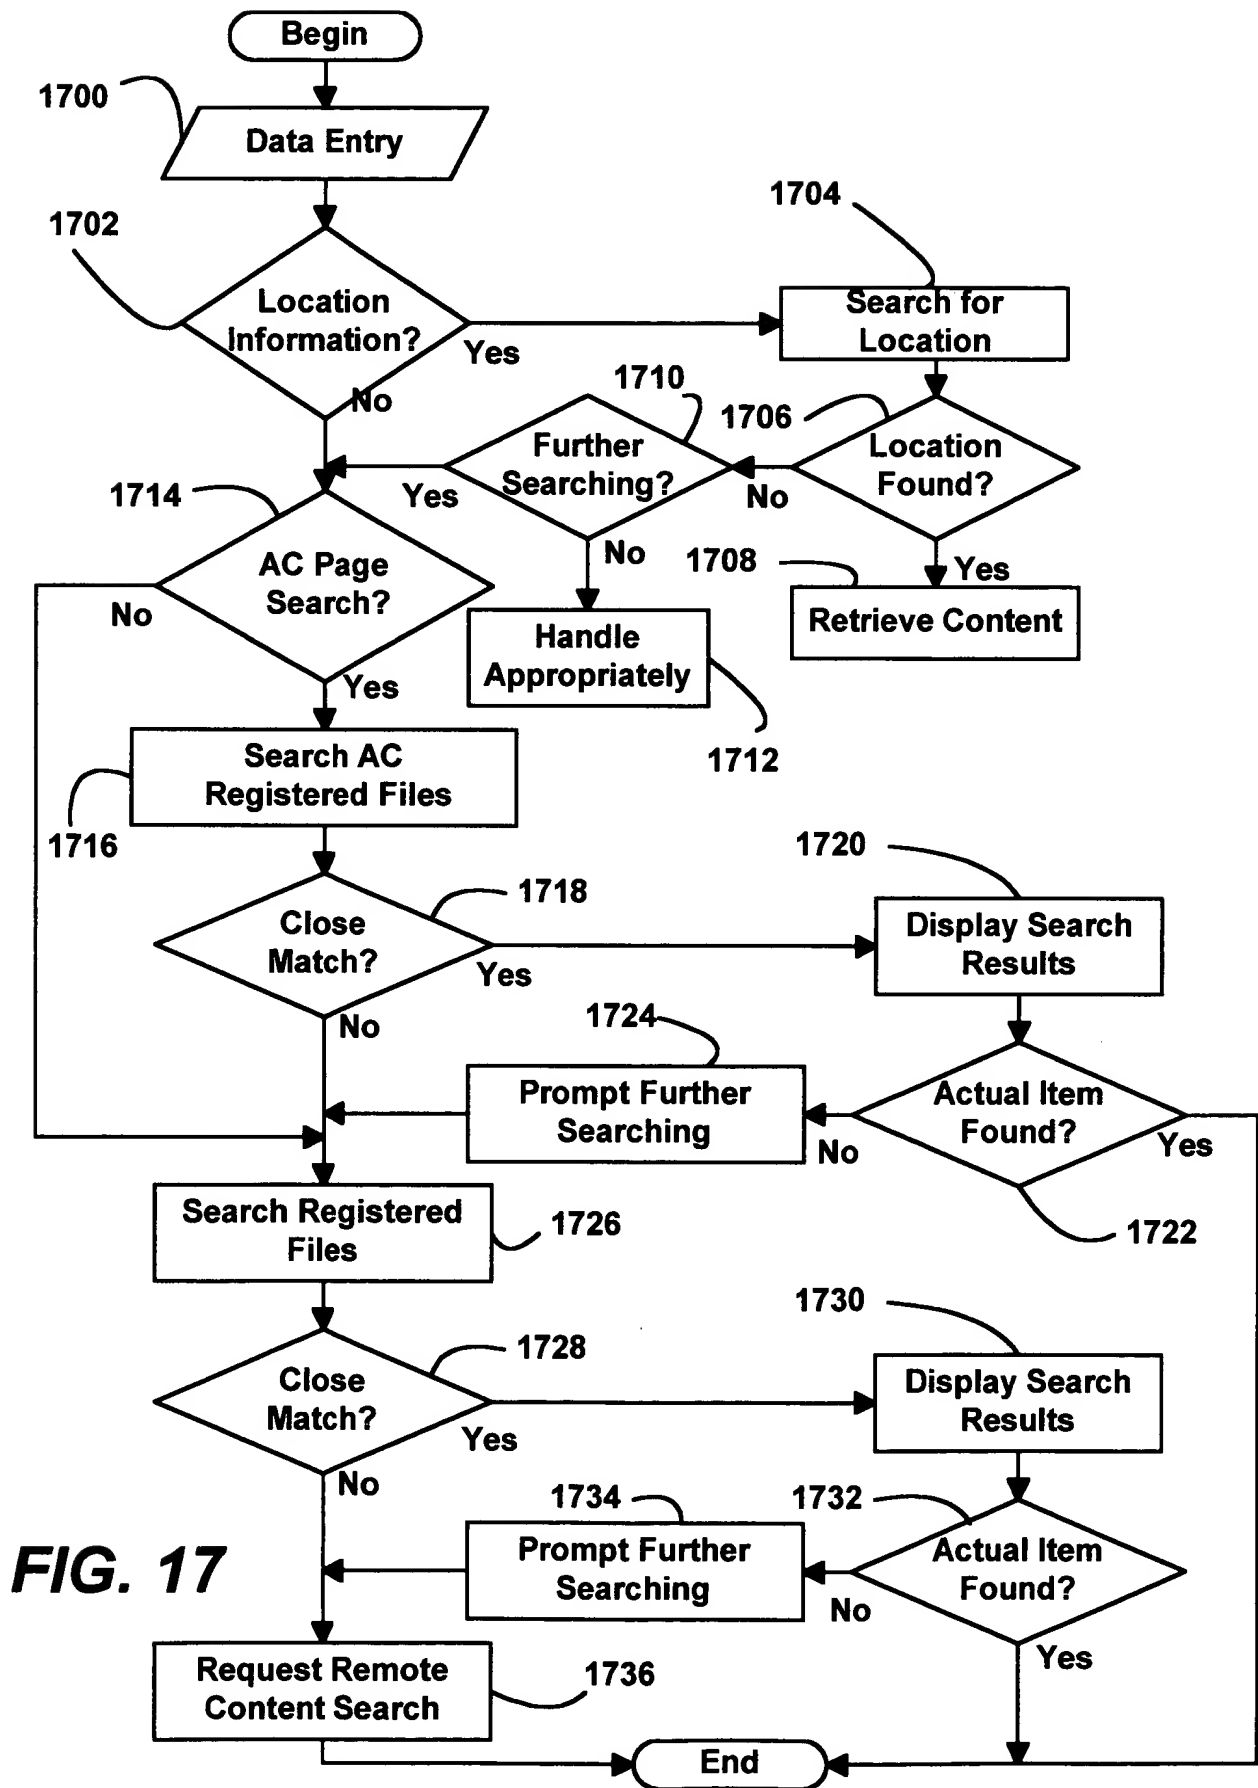 Begin
1700
Data Entry
1702
1704
Location
Information?
Yes
No
Search for
Location
1710
1706
Further
Searching?
Yes
No
Location
Found?
No
Yes
1714
AC Page
Search?
No
Yes
1708
Retrieve Content
Handle
Appropriately
1712
Search AC
Registered Files
1716
1718
Close
Match?
Yes
No
1720
Display Search
Results
1724
Prompt Further
Searching
Actual Item
Found?
No
Yes
1722
Search Registered
Files
1726
1728
Close
Match?
Yes
No
1730
Display Search
Results
1734
1732
Prompt Further
Searching
Actual Item
Found?
No
Yes
FIG. 17
Request Remote
Content Search
1736
End